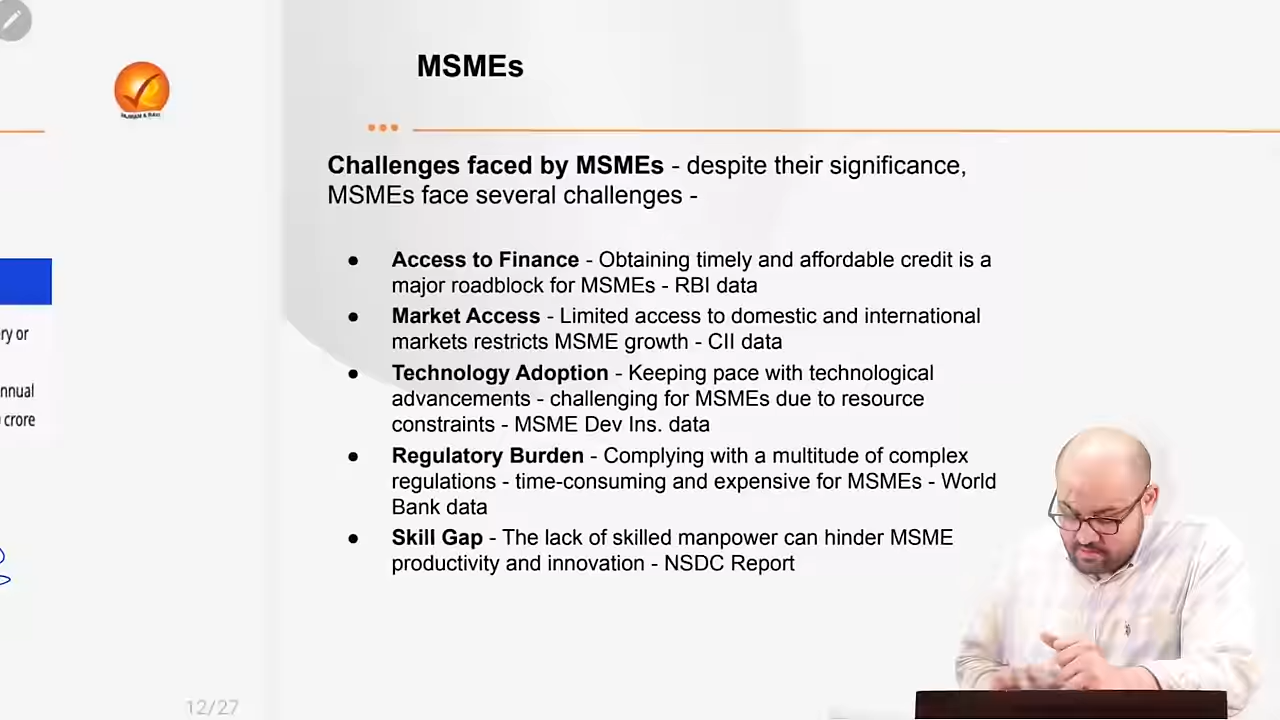 MSMEs
Challenges faced by MSMEs - despite their significance,
MSMEs face several challenges -
● Access to Finance - Obtaining timely and affordable credit is a
major roadblock for MSMEs - RBI data
● Market Access - Limited access to domestic and international
markets restricts MSME growth - CII data
● Technology Adoption - Keeping pace with technological
advancements - challenging for MSMEs due to resource
constraints - MSME Dev Ins. data
● Regulatory Burden - Complying with a multitude of complex
regulations - time-consuming and expensive for MSMEs - World
Bank data
● Skill Gap - The lack of skilled manpower can hinder MSME
productivity and innovation - NSDC Report
ry or
nnual
crore
12/27